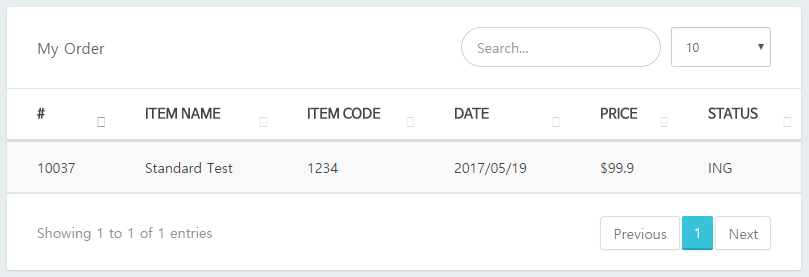 My Order
Search...
10
# ITEM NAME ITEM CODE DATE PRICE STATUS
10037 Standard Test 1234 2017/05/19 $99.9 ING
Showing 1 to 1 of 1 entries
Previous 1 Next